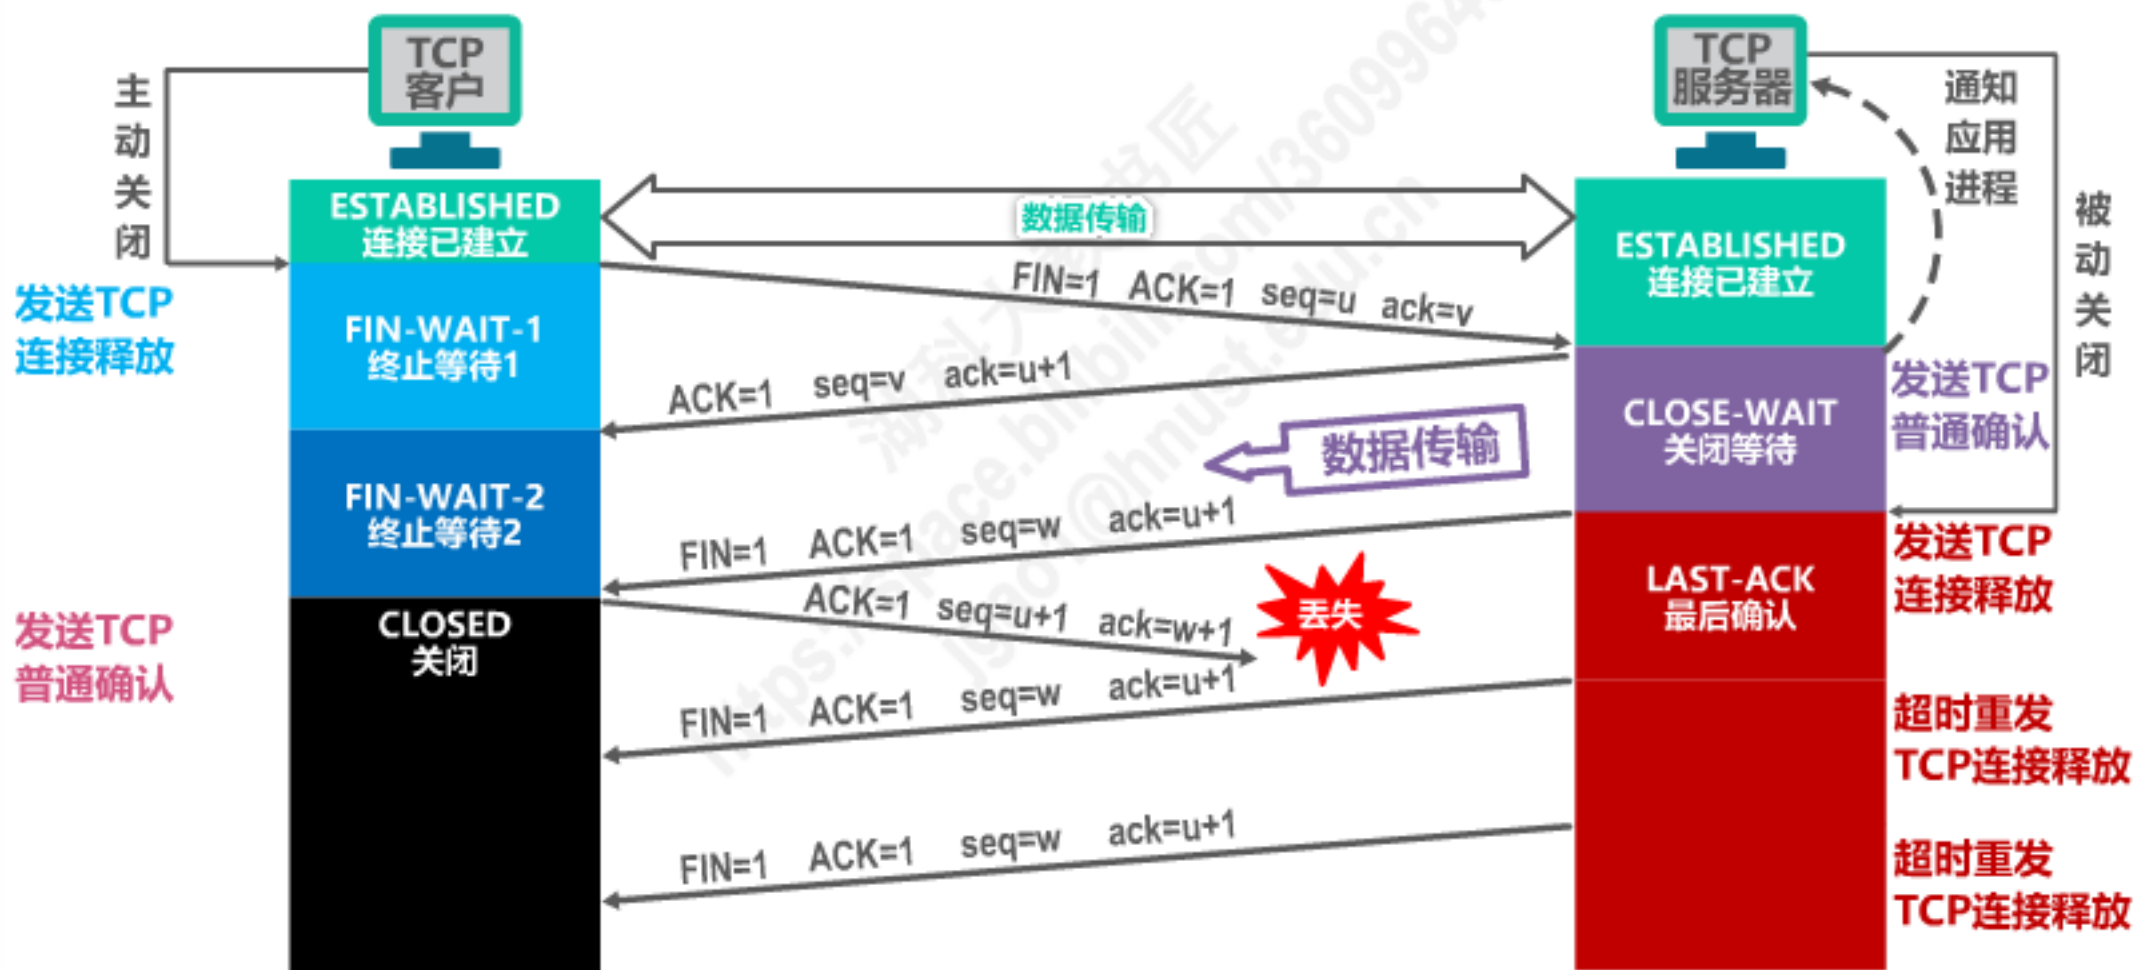 TCP
客户
TCP
服务器
主动关闭
通知
应用
进程
被动关闭
ESTABLISHED
连接已建立
数据传输
ESTABLISHED
连接已建立
FIN=1 ACK=1 seq=u ack=v
发送TCP
连接释放
FIN-WAIT-1
终止等待1
ACK=1 seq=v ack=u+1
CLOSE-WAIT
关闭等待
发送TCP
普通确认
数据传输
FIN-WAIT-2
终止等待2
FIN=1 ACK=1 seq=w ack=u+1
发送TCP
连接释放
LAST-ACK
最后确认
ACK=1 seq=u+1 ack=w+1
丢失
发送TCP
普通确认
CLOSED
关闭
FIN=1 ACK=1 seq=w ack=u+1
超时重发
TCP连接释放
FIN=1 ACK=1 seq=w ack=u+1
超时重发
TCP连接释放